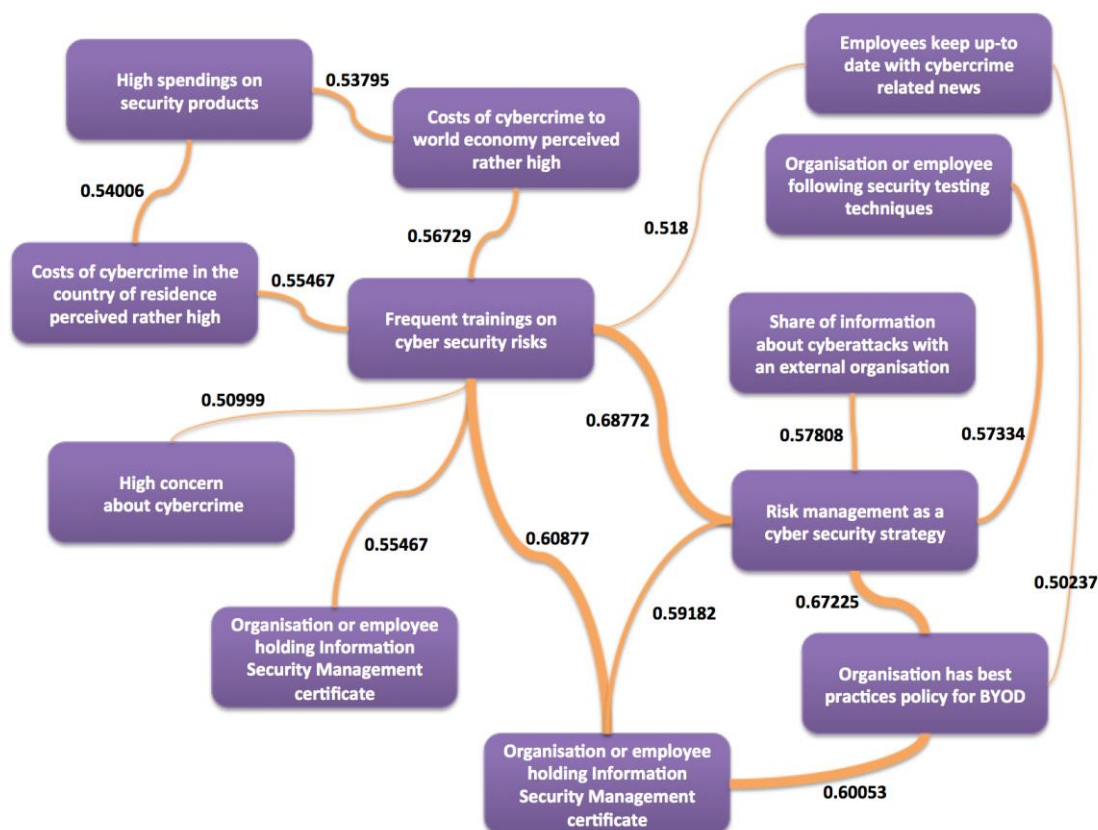 High spendings on
security products
0.53795
Costs of cybercrime to
world economy perceived
rather high
Employees keep up-to
date with cybercrime
related news
Organisation or employee
following security testing
techniques
0.54006
0.56729
0.518
Costs of cybercrime in the
country of residence
perceived rather high
0.55467
Frequent trainings on
cyber security risks
Share of information
about cyberattacks with
an external organisation
0.50999
0.68772
0.57808
0.57334
High concern
about cybercrime
Risk management as a
cyber security strategy
0.55467
0.60877
0.59182
0.67225
0.50237
Organisation or employee
holding Information
Security Management
certificate
Organisation has best
practices policy for BYOD
Organisation or employee
holding Information
Security Management
certificate
0.60053